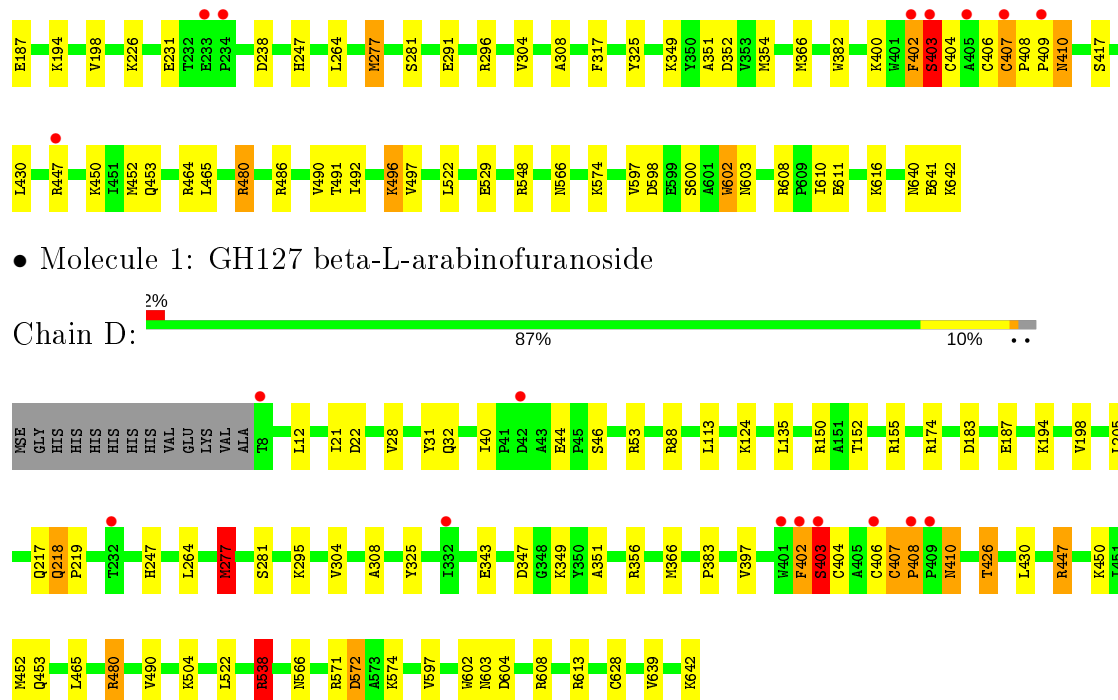 E187 K194 V198 K226 E231 T232 E233 P234 D238 H247 L264 M277 S281 E291 R296 V304 A308 F317 Y325 K349 Y350 A351 D352 V353 M354 M366 W382 K400 W401 F402 S403 C404 A405 C406 C407 P408 P409 N410 S417
L430 R447 K450 I451 M452 Q453 R464 L465 R480 R486 V490 T491 I492 K496 V497 L522 E529 R548 N566 K574 V597 D598 E599 S600 A601 W602 N603 R608 P609 I610 E611 K616 N640 E641 K642
• Molecule 1: GH127 beta-L-arabinofuranoside
2%
Chain D:
87% 10% • •
MSE GLY HIS HIS HIS HIS HIS HIS VAL GLU LYS VAL ALA T8 L12 I21 D22 V28 Y31 Q32 I40 P41 D42 A43 E44 P45 S46 R53 R88 L113 K124 L135 R150 A151 T152 R155 R174 D183 E187 K194 V198 L205
Q217 Q218 P219 T232 H247 L264 M277 S281 K295 V304 A308 Y325 I332 E343 D347 G348 K349 Y350 A351 R356 M366 P383 V397 W401 F402 S403 C404 A405 C406 C407 P408 P409 N410 T426 L430 R447 K450 I451
M452 Q453 L465 R480 V490 K504 L522 R538 N566 R571 D572 A573 K574 V597 W602 N603 D604 R608 R613 C628 V639 K642